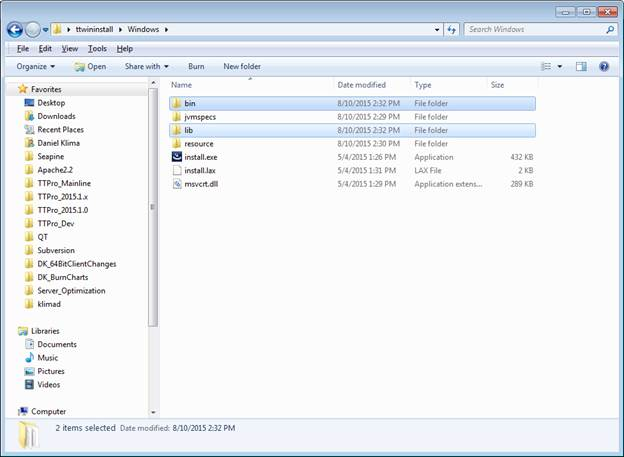 ttwininstall Windows Search Windows
File Edit View Tools Help
Organize Open Share with Burn New folder
Favorites
Desktop
Downloads
Recent Places
Daniel Klima
Seapine
Apache2.2
TTPro_Mainline
TTPro_2015.1.x
TTPro_2015.1.0
TTPro_Dev
QT
Subversion
DK_64BitClientChanges
DK_BurnCharts
Server_Optimization
klimad
Libraries
Documents
Music
Pictures
Videos
Computer
Name Date modified Type Size
bin 8/10/2015 2:32 PM File folder
jvmspecs 8/10/2015 2:29 PM File folder
lib 8/10/2015 2:32 PM File folder
resource 8/10/2015 2:30 PM File folder
install.exe 5/4/2015 1:26 PM Application 432 KB
install.lax 5/4/2015 1:31 PM LAX File 2 KB
msvcrt.dll 5/4/2015 1:29 PM Application extens... 289 KB
2 items selected Date modified: 8/10/2015 2:32 PM